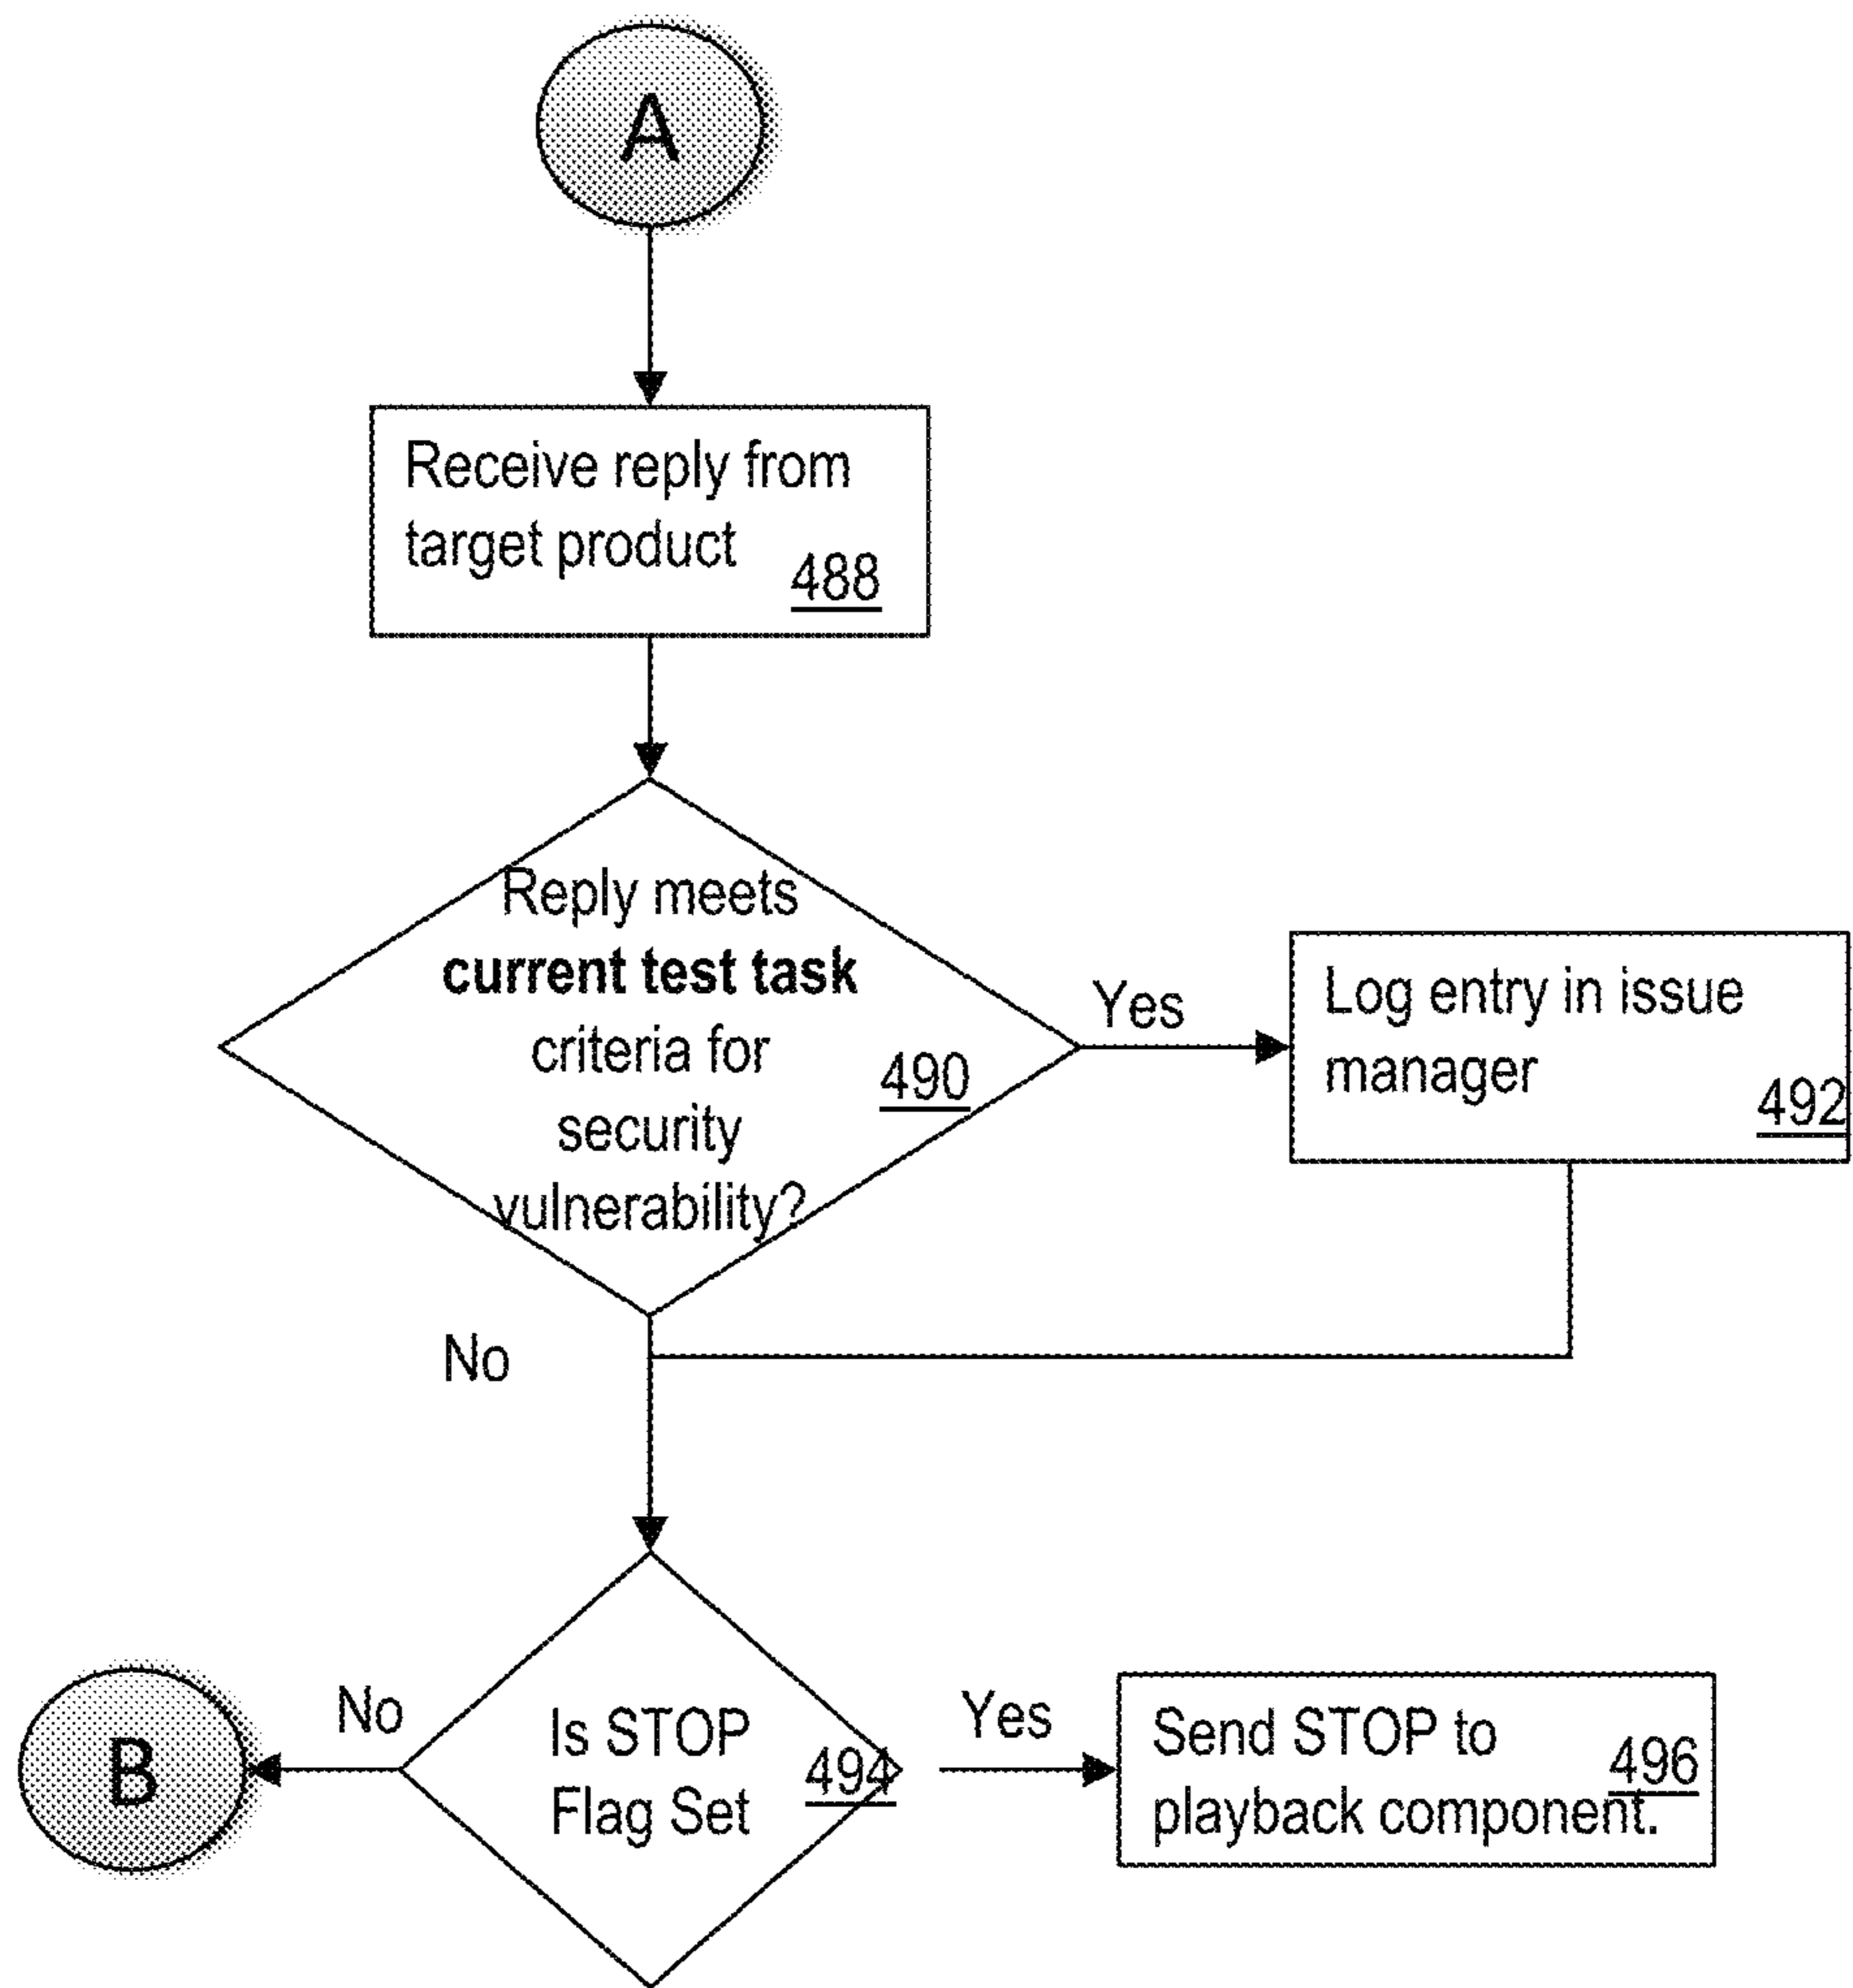 A
Receive reply from
target product
488
Reply meets
current test task
criteria for
security
vulnerability?
490
Yes
Log entry in issue
manager
492
No
Is STOP
Flag Set
494
No
B
Yes
Send STOP to
playback component.
496